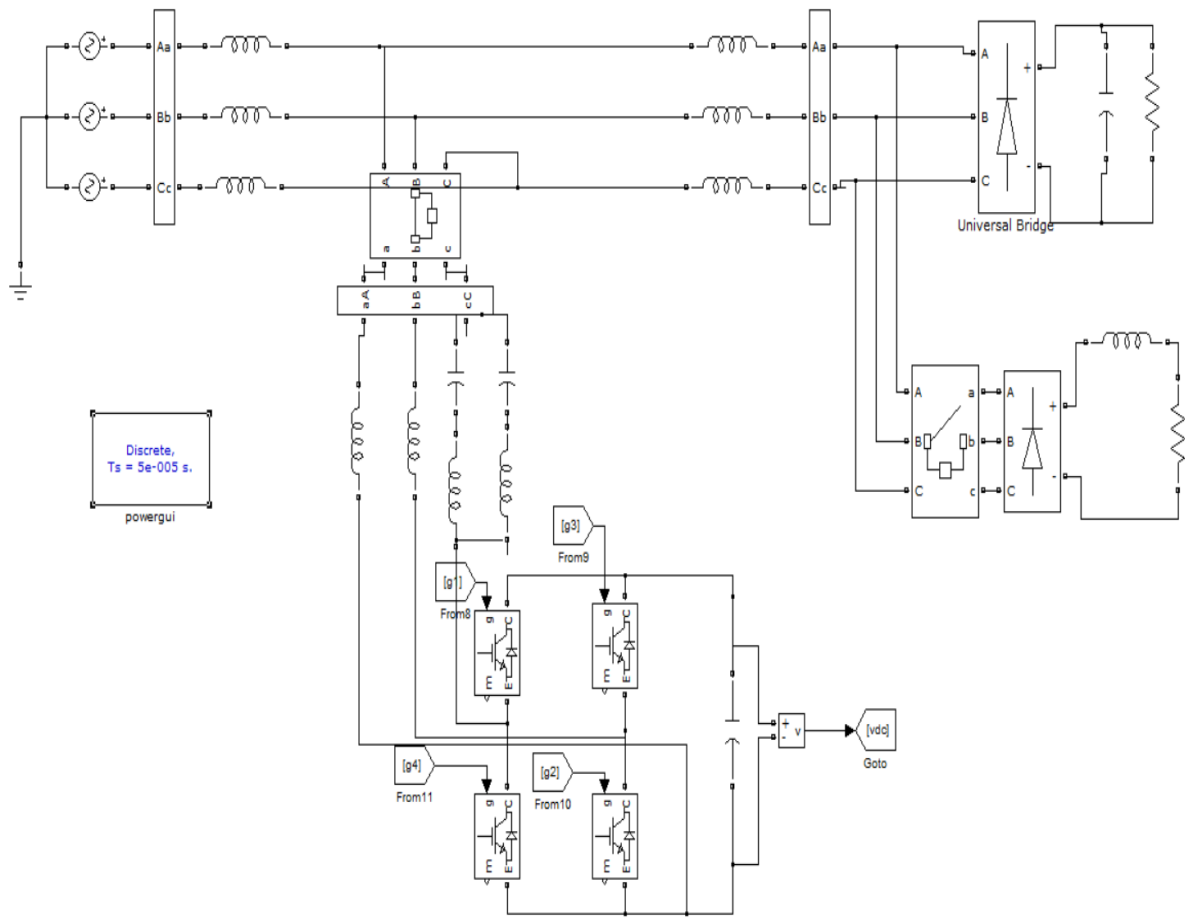 +
Aa
Aa
A
+
+
Bb
Bb
B
+
Cc
Cc
C
-
Universal Bridge
A
B
C
a
b
c
aA
bB
cC
A
a
A
+
B
b
B
C
c
C
-
Discrete,
Ts = 5e-005 s.
powergui
[g3]
From9
[g1]
From8
g
C
E
E
g
C
E
E
+
-
v
[vdc]
Goto
[g4]
From11
[g2]
From10
g
C
E
E
g
C
E
E